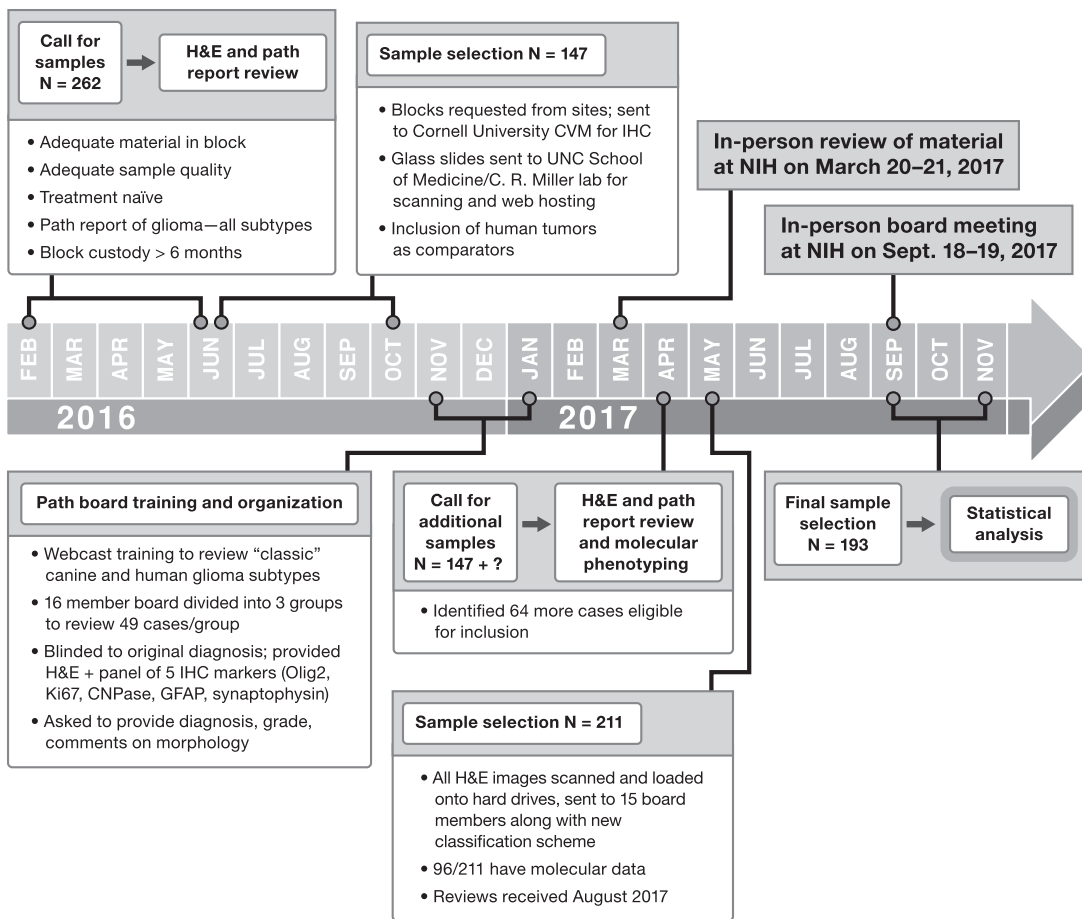 Call for
samples
N = 262
H&E and path
report review
• Adequate material in block
• Adequate sample quality
• Treatment naïve
• Path report of glioma—all subtypes
• Block custody > 6 months
Sample selection N = 147
• Blocks requested from sites; sent
to Cornell University CVM for IHC
• Glass slides sent to UNC School
of Medicine/C. R. Miller lab for
scanning and web hosting
• Inclusion of human tumors
as comparators
In-person review of material
at NIH on March 20–21, 2017
In-person board meeting
at NIH on Sept. 18–19, 2017
FEB
MAR
APR
MAY
JUN
JUL
AUG
SEP
OCT
NOV
DEC
JAN
FEB
MAR
APR
MAY
JUN
JUL
AUG
SEP
OCT
NOV
2016
2017
Path board training and organization
• Webcast training to review “classic”
canine and human glioma subtypes
• 16 member board divided into 3 groups
to review 49 cases/group
• Blinded to original diagnosis; provided
H&E + panel of 5 IHC markers (Olig2,
Ki67, CNPase, GFAP, synaptophysin)
• Asked to provide diagnosis, grade,
comments on morphology
Call for
additional
samples
N = 147 + ?
H&E and path
report review
and molecular
phenotyping
• Identified 64 more cases eligible
for inclusion
Sample selection N = 211
• All H&E images scanned and loaded
onto hard drives, sent to 15 board
members along with new
classification scheme
• 96/211 have molecular data
• Reviews received August 2017
Final sample
selection
N = 193
Statistical
analysis